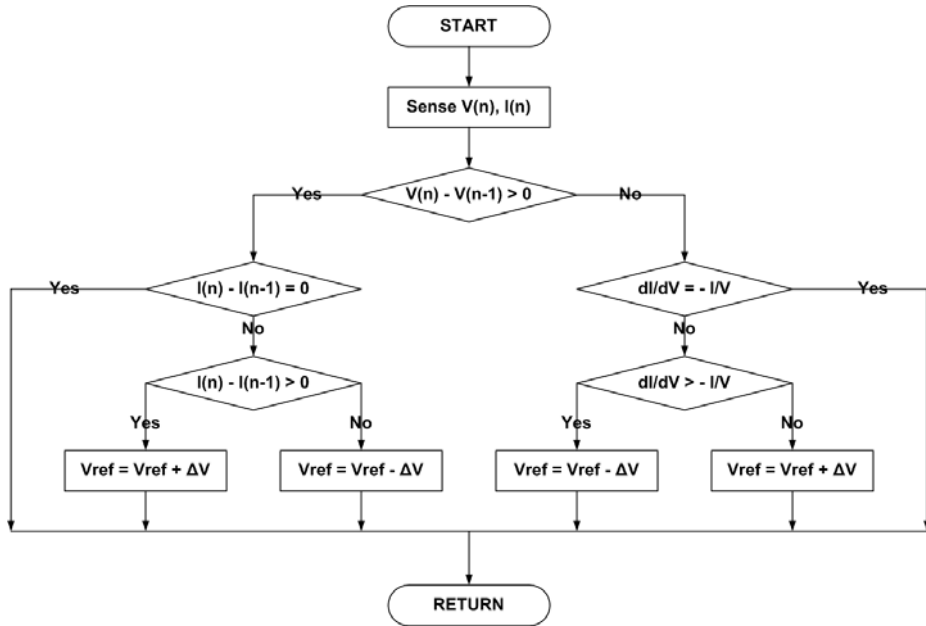 START
Sense V(n), I(n)
V(n) - V(n-1) > 0
Yes
No
I(n) - I(n-1) = 0
Yes
No
dI/dV = - I/V
Yes
No
I(n) - I(n-1) > 0
Yes
No
dI/dV > - I/V
Yes
No
Vref = Vref + ΔV
Vref = Vref - ΔV
Vref = Vref - ΔV
Vref = Vref + ΔV
RETURN